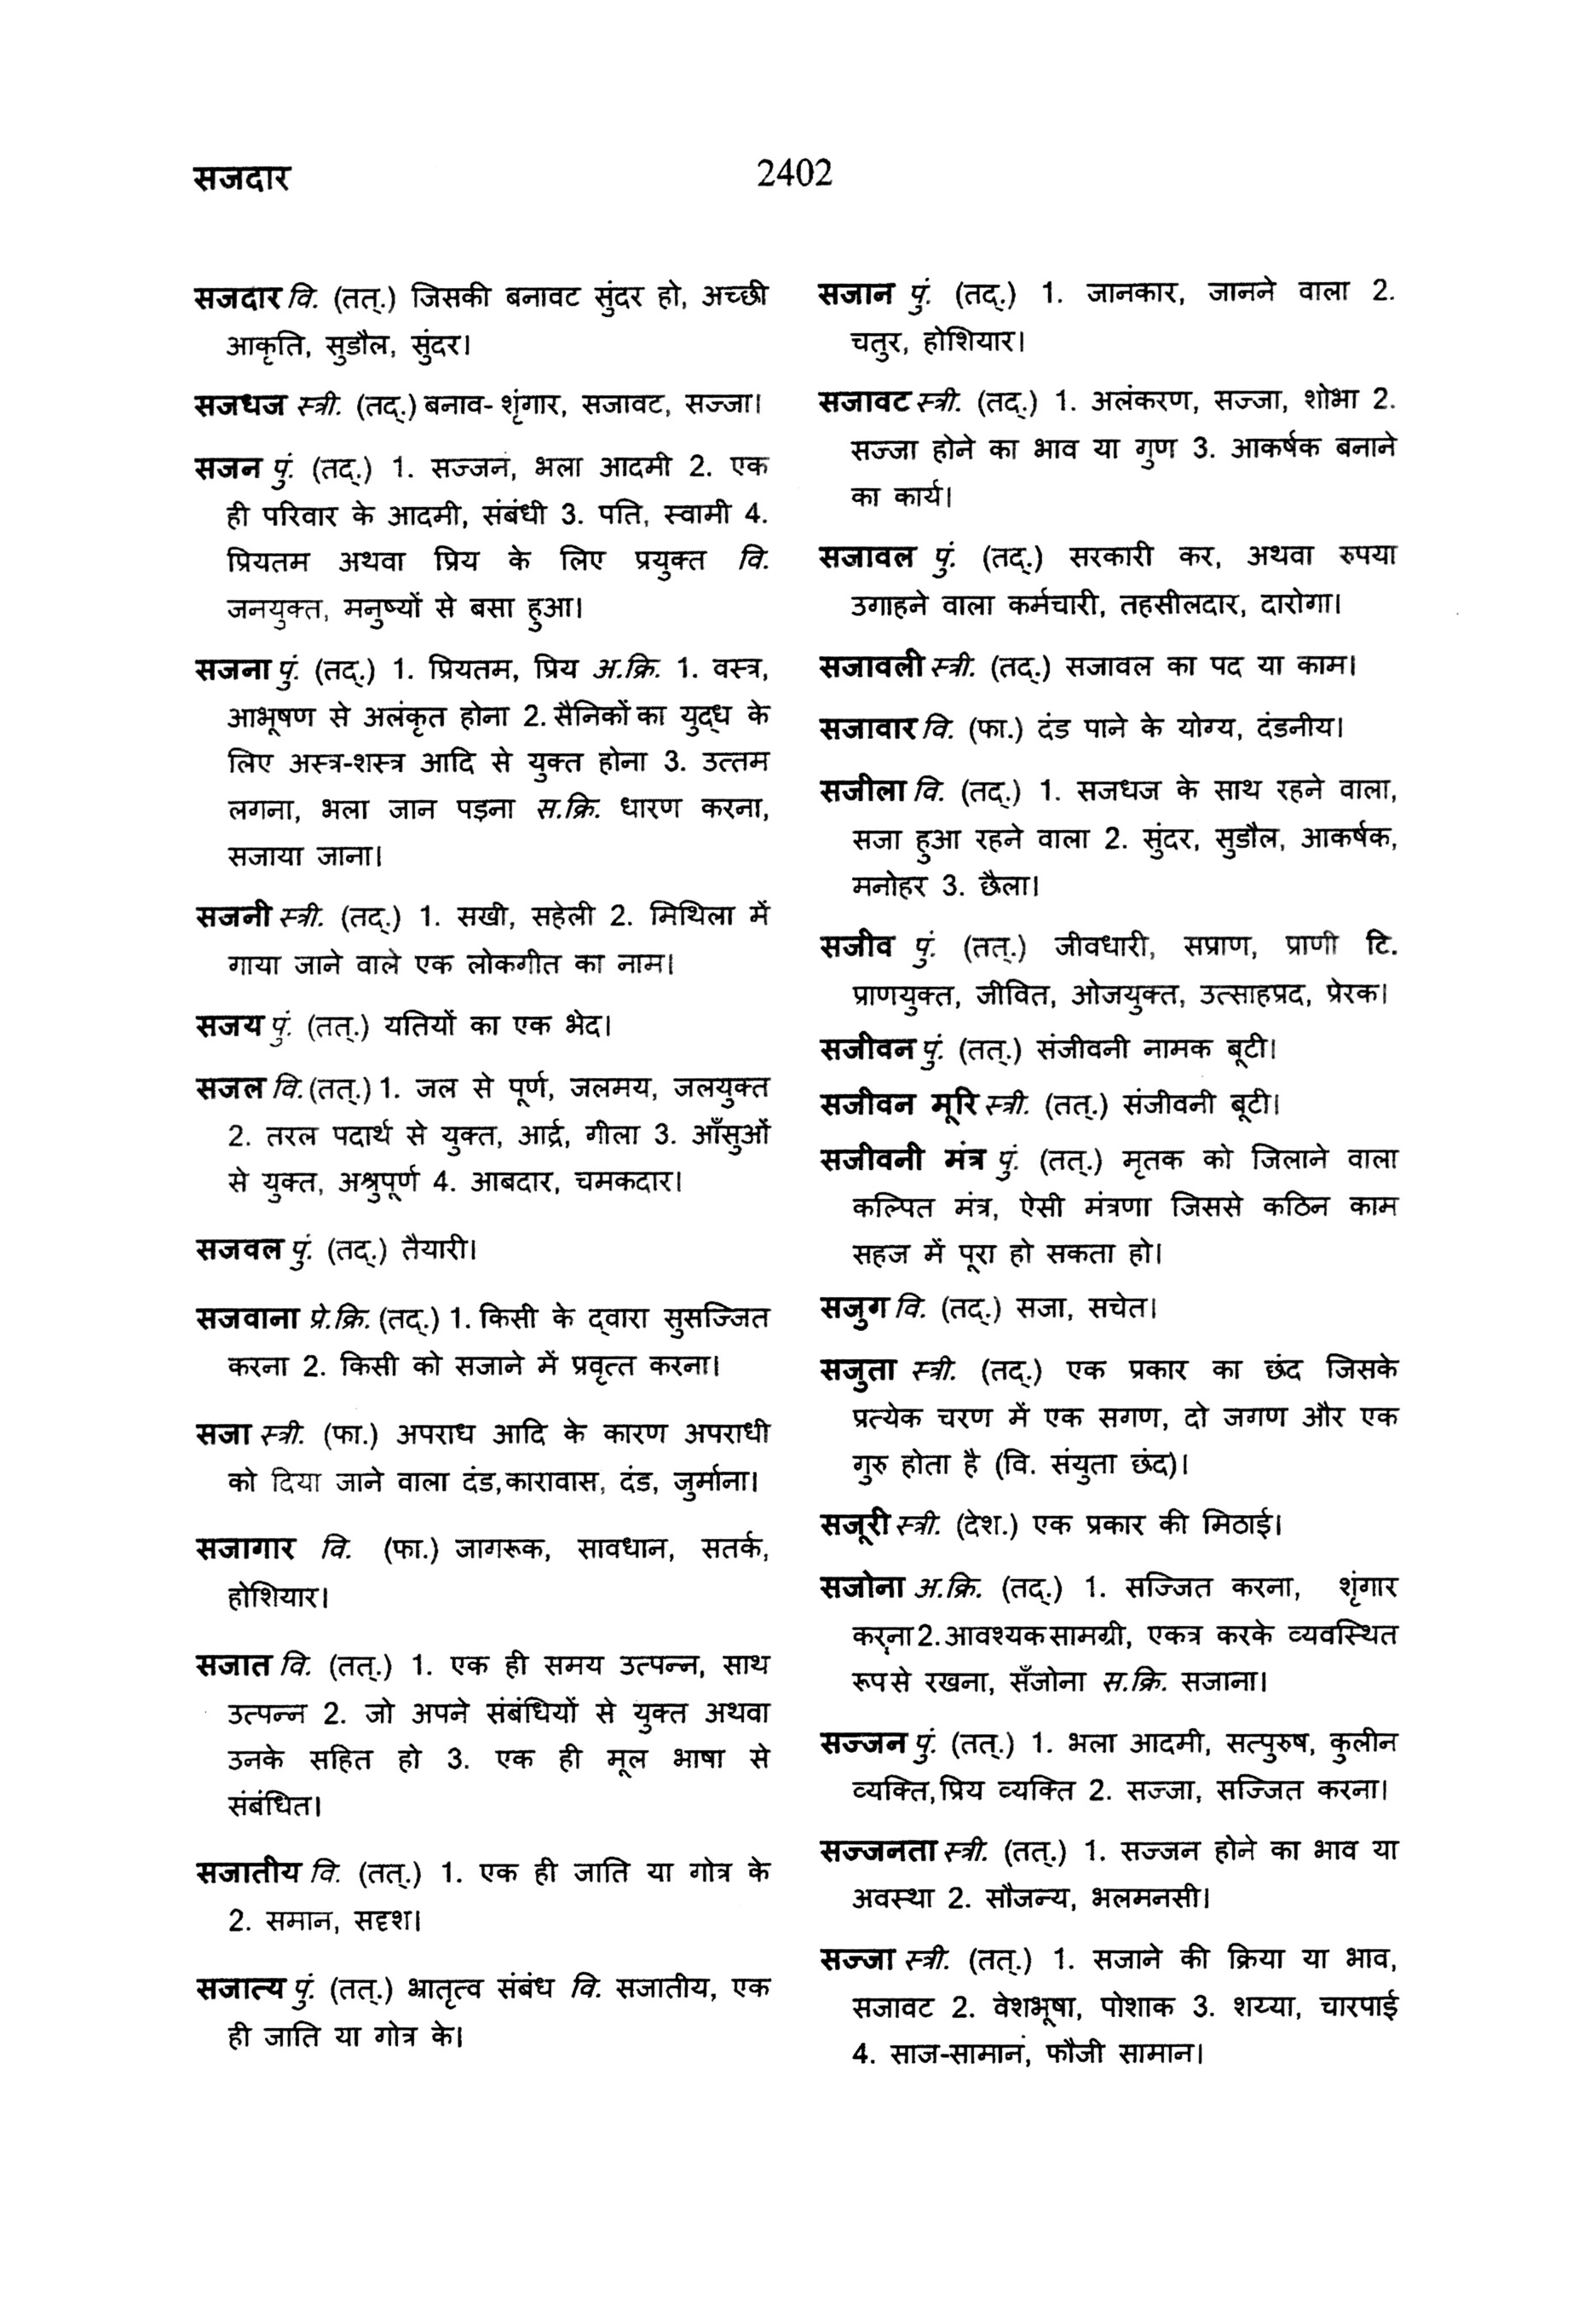 सजदार
2402
सजदार वि. (तत्.) जिसकी बनावट सुंदर हो, अच्छी
आकृति, सुडौल, सुंदर।
सजधज स्त्री. (तद्.) बनाव- शृंगार, सजावट, सज्जा।
सजन पुं. (तद्.) 1. सज्जन, भला आदमी 2. एक
ही परिवार के आदमी, संबंधी 3. पति, स्वामी 4.
प्रियतम अथवा प्रिय के लिए प्रयुक्त वि.
जनयुक्त, मनुष्यों से बसा हुआ।
सजना पुं. (तद्.) 1. प्रियतम, प्रिय अ.क्रि. 1. वस्त्र,
आभूषण से अलंकृत होना 2. सैनिकों का युद्ध के
लिए अस्त्र-शस्त्र आदि से युक्त होना 3. उत्तम
लगना, भला जान पड़ना स.क्रि. धारण करना,
सजाया जाना।
सजनी स्त्री. (तद्.) 1. सखी, सहेली 2. मिथिला में
गाया जाने वाले एक लोकगीत का नाम।
सजय पुं. (तत्.) यतियों का एक भेद।
सजल वि. (तत्.) 1. जल से पूर्ण, जलमय, जलयुक्त
2. तरल पदार्थ से युक्त, आर्द्र, गीला 3. आँसुओं
से युक्त, अश्रुपूर्ण 4. आबदार, चमकदार।
सजवल पुं. (तद्.) तैयारी।
सजवाना प्रे.क्रि. (तद्.) 1. किसी के द्वारा सुसज्जित
करना 2. किसी को सजाने में प्रवृत्त करना।
सजा स्त्री. (फा.) अपराध आदि के कारण अपराधी
को दिया जाने वाला दंड,कारावास, दंड, जुर्माना।
सजागार वि. (फा.) जागरूक, सावधान, सतर्क,
होशियार।
सजात वि. (तत्.) 1. एक ही समय उत्पन्न, साथ
उत्पन्न 2. जो अपने संबंधियों से युक्त अथवा
उनके सहित हो 3. एक ही मूल भाषा से
संबंधित।
सजातीय वि. (तत्.) 1. एक ही जाति या गोत्र के
2. समान, सदृश।
सजात्य पुं. (तत्.) भ्रातृत्व संबंध वि. सजातीय, एक
ही जाति या गोत्र के।
सजान पुं. (तद्.) 1. जानकार, जानने वाला 2.
चतुर, होशियार।
सजावट स्त्री. (तद्.) 1. अलंकरण, सज्जा, शोभा 2.
सज्जा होने का भाव या गुण 3. आकर्षक बनाने
का कार्य।
सजावल पुं. (तद्.) सरकारी कर, अथवा रुपया
उगाहने वाला कर्मचारी, तहसीलदार, दारोगा।
सजावली स्त्री. (तद्.) सजावल का पद या काम।
सजावार वि. (फा.) दंड पाने के योग्य, दंडनीय।
सजीला वि. (तद्.) 1. सजधज के साथ रहने वाला,
सजा हुआ रहने वाला 2. सुंदर, सुडौल, आकर्षक,
मनोहर 3. छैला।
सजीव पुं. (तत्.) जीवधारी, सप्राण, प्राणी टि.
प्राणयुक्त, जीवित, ओजयुक्त, उत्साहप्रद, प्रेरक।
सजीवन पुं. (तत्.) संजीवनी नामक बूटी।
सजीवन मूरि स्त्री. (तत्.) संजीवनी बूटी।
सजीवनी मंत्र पुं. (तत्.) मृतक को जिलाने वाला
कल्पित मंत्र, ऐसी मंत्रणा जिससे कठिन काम
सहज में पूरा हो सकता हो।
सजुग वि. (तद्.) सजा, सचेत।
सजुता स्त्री. (तद्.) एक प्रकार का छंद जिसके
प्रत्येक चरण में एक सगण, दो जगण और एक
गुरु होता है (वि. संयुता छंद)।
सजूरी स्त्री. (देश.) एक प्रकार की मिठाई।
सजोना अ.क्रि. (तद्.) 1. सज्जित करना, शृंगार
करना 2. आवश्यक सामग्री, एकत्र करके व्यवस्थित
रूप से रखना, सँजोना स.क्रि. सजाना।
सज्जन पुं. (तत्.) 1. भला आदमी, सत्पुरुष, कुलीन
व्यक्ति,प्रिय व्यक्ति 2. सज्जा, सज्जित करना।
सज्जनता स्त्री. (तत्.) 1. सज्जन होने का भाव या
अवस्था 2. सौजन्य, भलमनसी।
सज्जा स्त्री. (तत्.) 1. सजाने की क्रिया या भाव,
सजावट 2. वेशभूषा, पोशाक 3. शय्या, चारपाई
4. साज-सामान, फौजी सामान।